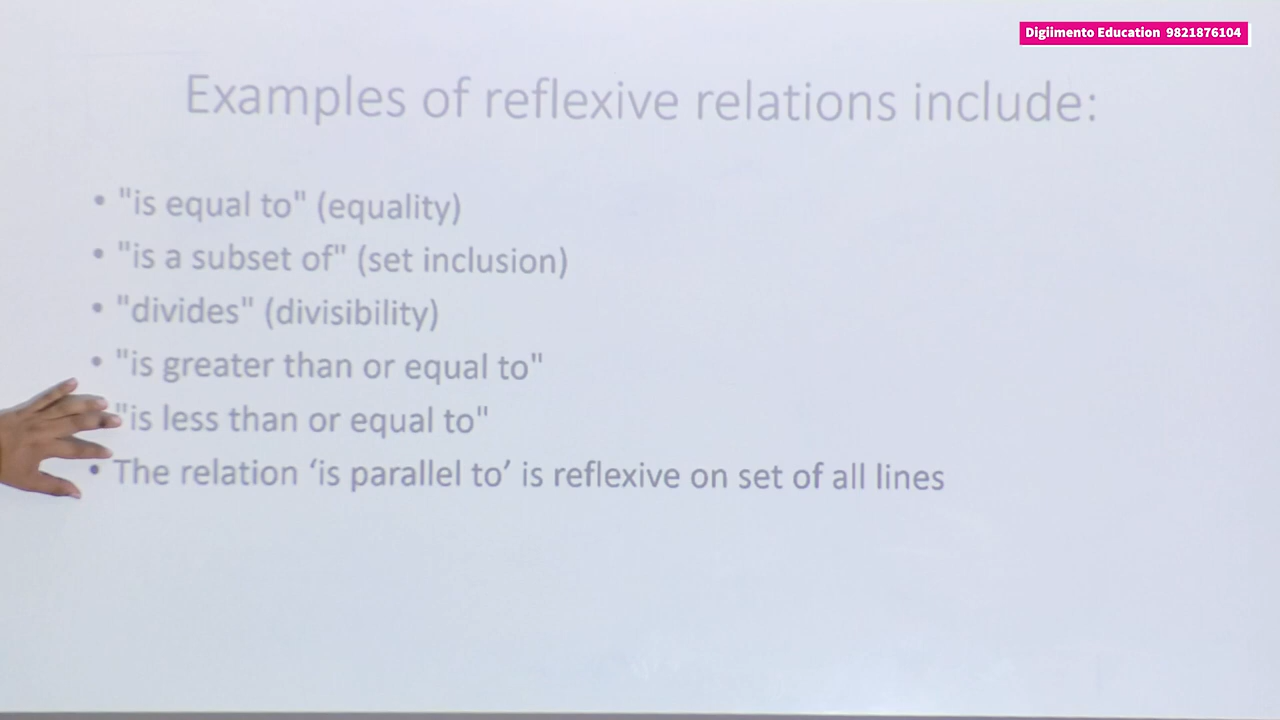 Digiimento Education 9821876104
Examples of reflexive relations include:
• "is equal to" (equality)
• "is a subset of" (set inclusion)
• "divides" (divisibility)
• "is greater than or equal to"
"is less than or equal to"
• The relation ‘is parallel to’ is reflexive on set of all lines